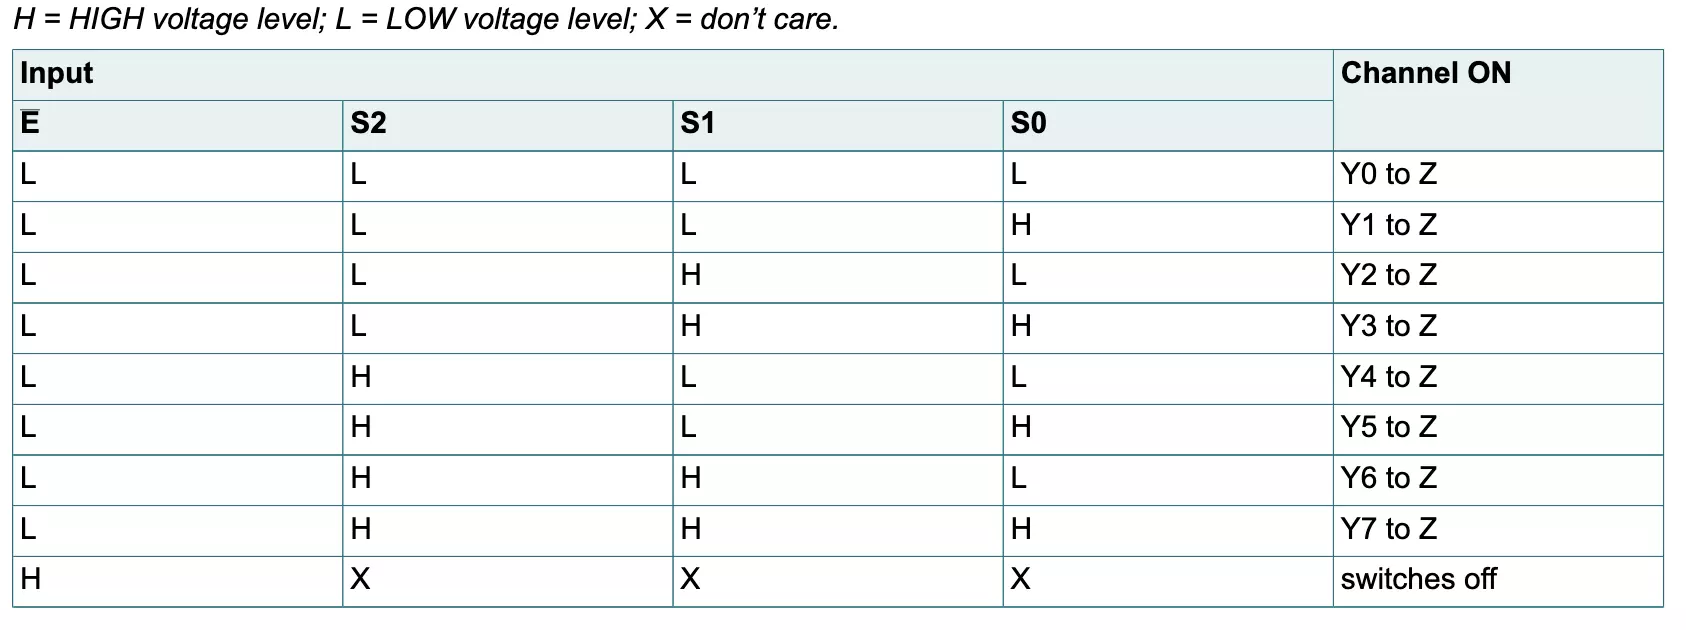 H = HIGH voltage level; L = LOW voltage level; X = don’t care.
Input Channel ON
E̅ S2 S1 S0
L L L L Y0 to Z
L L L H Y1 to Z
L L H L Y2 to Z
L L H H Y3 to Z
L H L L Y4 to Z
L H L H Y5 to Z
L H H L Y6 to Z
L H H H Y7 to Z
H X X X switches off